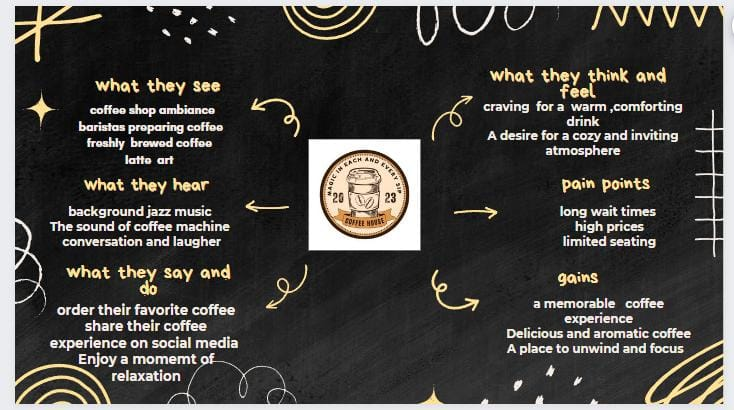 what they see
coffee shop ambiance
baristas preparing coffee
freshly brewed coffee
latte art
what they hear
background jazz music
The sound of coffee machine
conversation and laugher
what they say and
do
order their favorite coffee
share their coffee
experience on social media
Enjoy a momemt of
relaxation
MAGIC IN EACH AND EVERY SIP
20 23
COFFEE HOUSE
what they think and
feel
craving for a warm ,comforting
drink
A desire for a cozy and inviting
atmosphere
pain points
long wait times
high prices
limited seating
gains
a memorable coffee
experience
Delicious and aromatic coffee
A place to unwind and focus